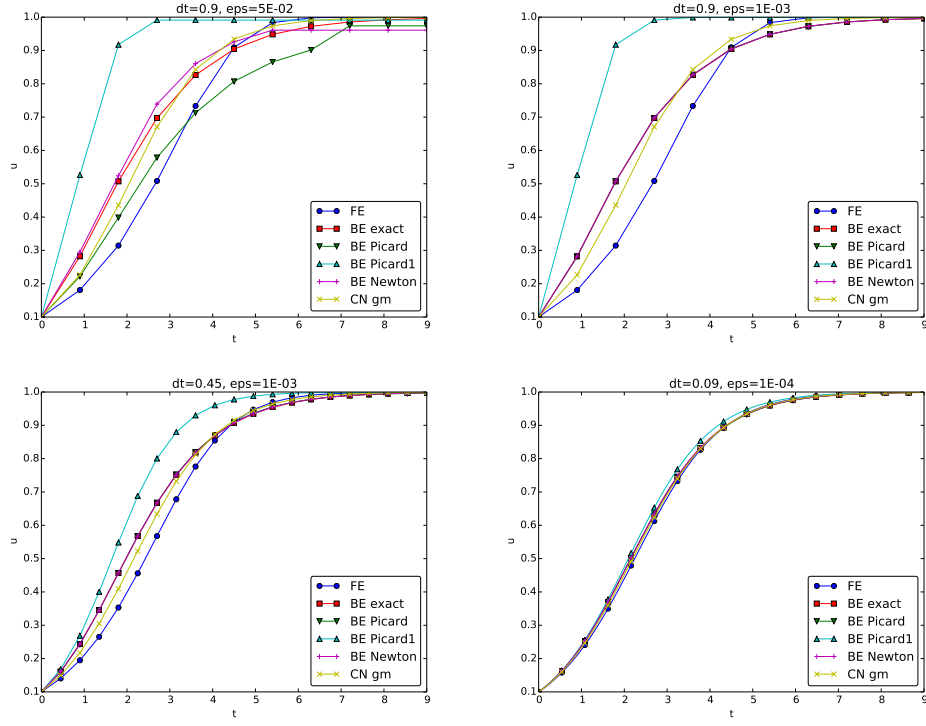 dt=0.9, eps=5E-02
1.0
0.9
0.8
0.7
0.6
0.5
0.4
0.3
0.2
0.1
u
0 1 2 3 4 5 6 7 8 9
t
FE
BE exact
BE Picard
BE Picard1
BE Newton
CN gm
dt=0.9, eps=1E-03
1.0
0.9
0.8
0.7
0.6
0.5
0.4
0.3
0.2
0.1
u
0 1 2 3 4 5 6 7 8 9
t
FE
BE exact
BE Picard
BE Picard1
BE Newton
CN gm
dt=0.45, eps=1E-03
1.0
0.9
0.8
0.7
0.6
0.5
0.4
0.3
0.2
0.1
u
0 1 2 3 4 5 6 7 8 9
t
FE
BE exact
BE Picard
BE Picard1
BE Newton
CN gm
dt=0.09, eps=1E-04
1.0
0.9
0.8
0.7
0.6
0.5
0.4
0.3
0.2
0.1
u
0 1 2 3 4 5 6 7 8 9
t
FE
BE exact
BE Picard
BE Picard1
BE Newton
CN gm